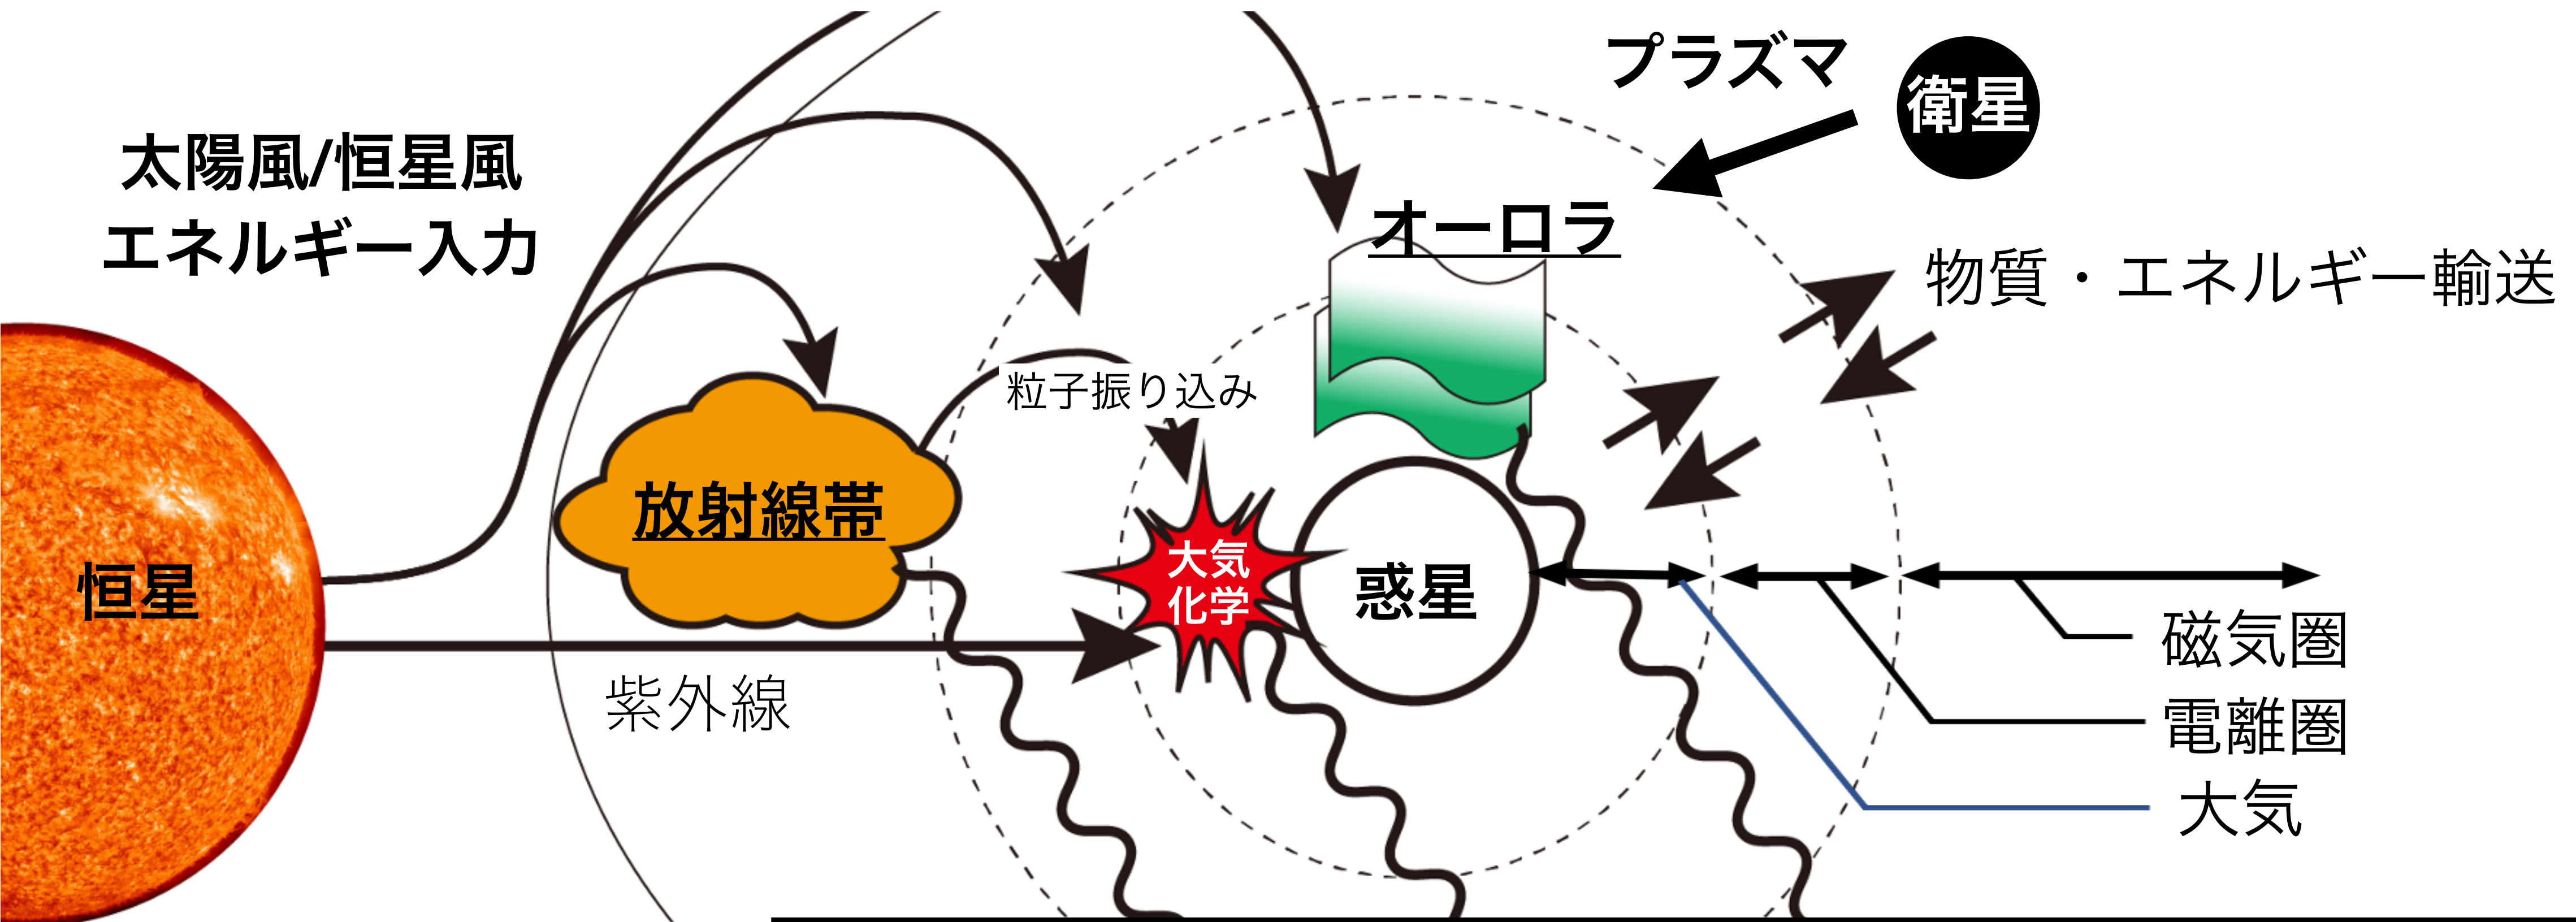 プラズマ
衛星
太陽風/恒星風
エネルギー入力
オーロラ
物質・エネルギー輸送
粒子振り込み
放射線帯
大気
化学
惑星
恒星
紫外線
磁気圏
電離圏
大気